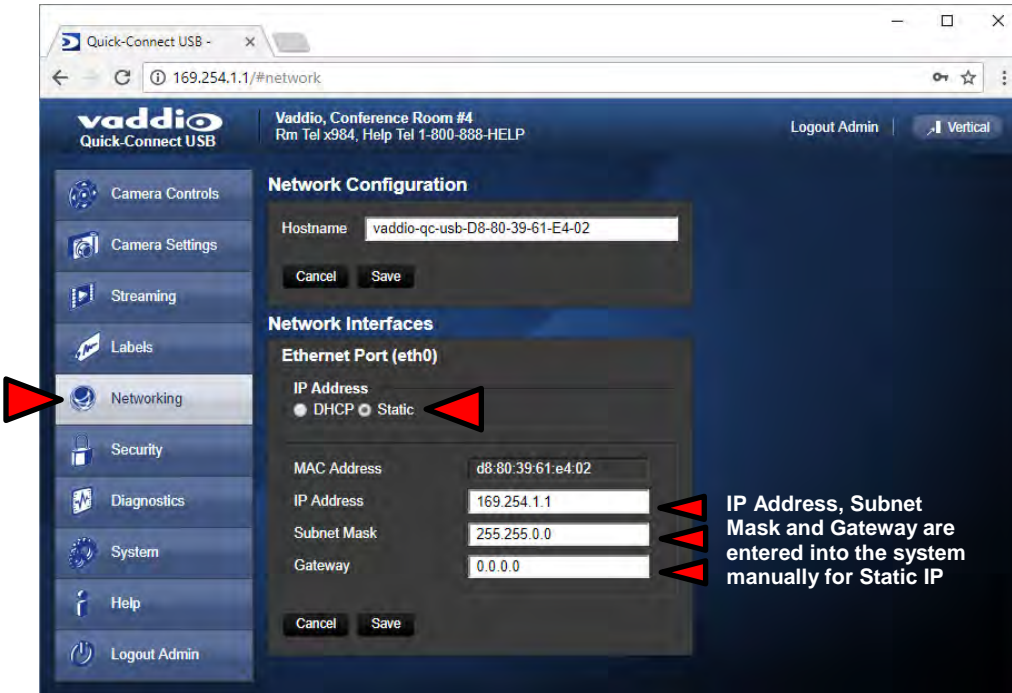 Quick-Connect USB -
169.254.1.1/#network
vaddio
Quick-Connect USB
Vaddio, Conference Room #4
Rm Tel x984, Help Tel 1-800-888-HELP
Logout Admin
Vertical
Camera Controls
Camera Settings
Streaming
Labels
Networking
Security
Diagnostics
System
Help
Logout Admin
Network Configuration
Hostname vaddio-qc-usb-D8-80-39-61-E4-02
Cancel Save
Network Interfaces
Ethernet Port (eth0)
IP Address
DHCP Static
MAC Address d8:80:39:61:e4:02
IP Address 169.254.1.1
Subnet Mask 255.255.0.0
Gateway 0.0.0.0
Cancel Save
IP Address, Subnet
Mask and Gateway are
entered into the system
manually for Static IP